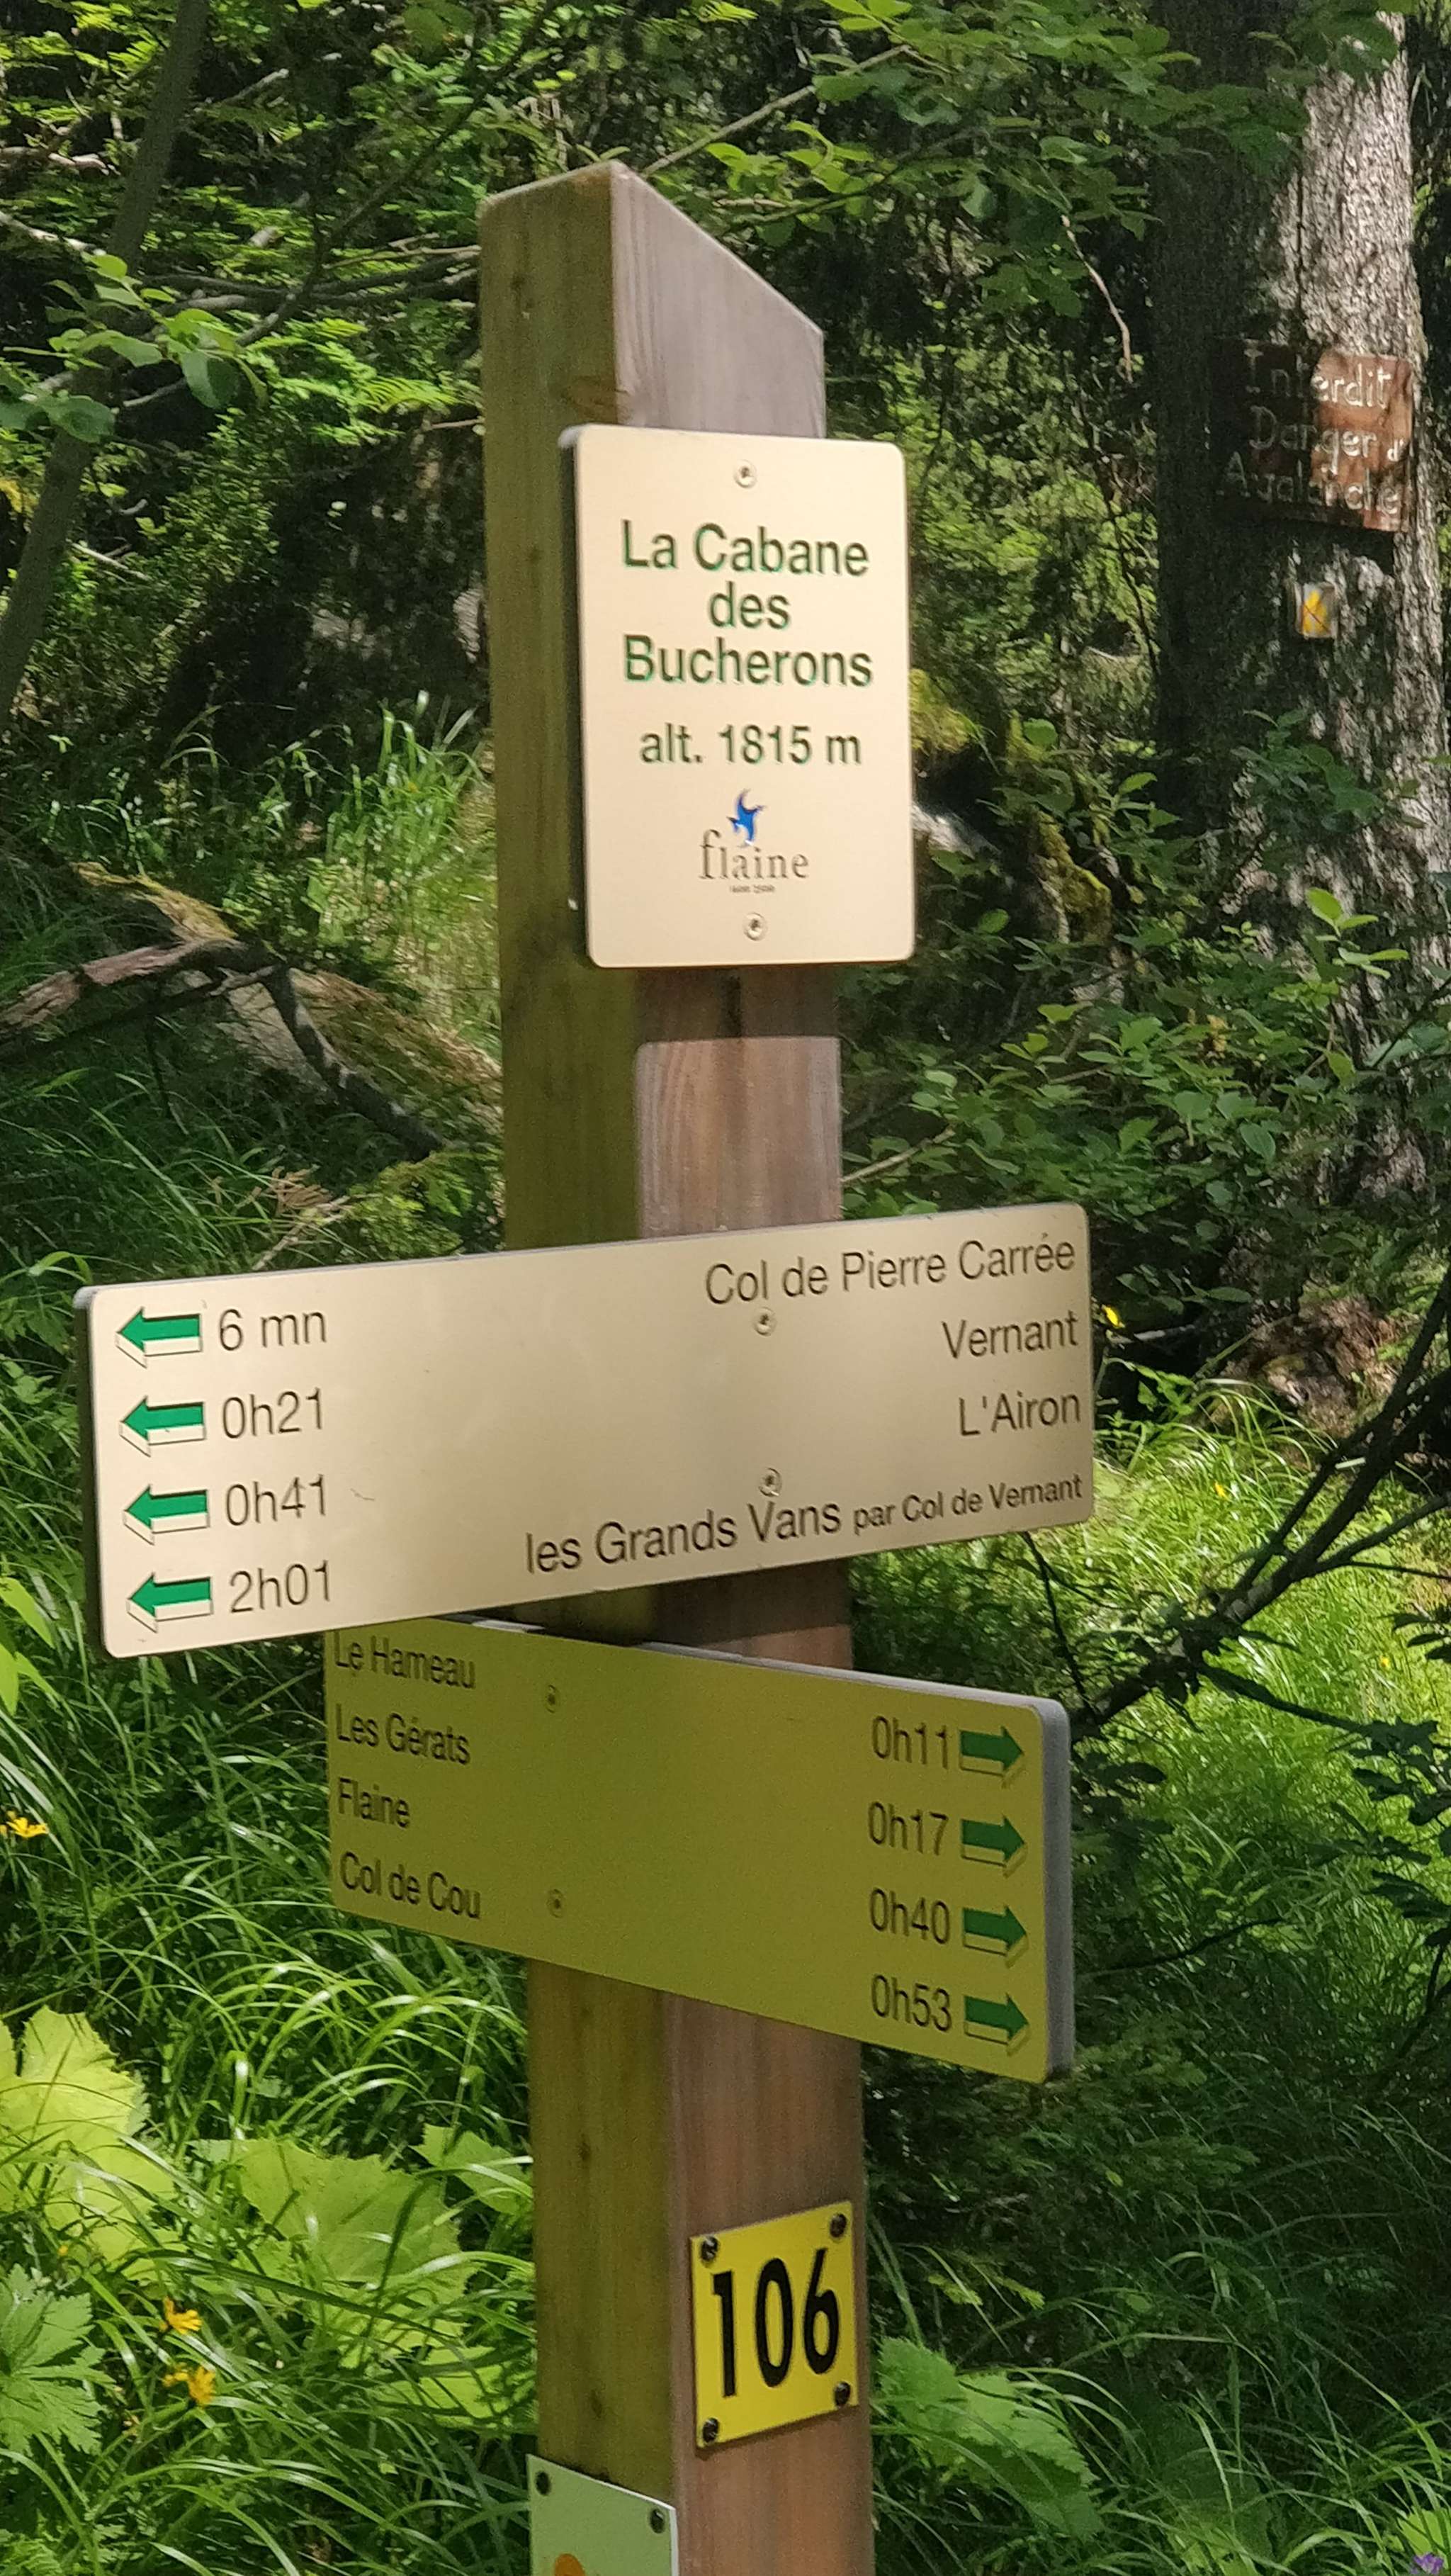 La Cabane
des
Bucherons
alt. 1815 m
flaine
Interdit
Danger d'
Avalanche
6 mn Col de Pierre Carrée
0h21 Vernant
0h41 L'Airon
2h01 les Grands Vans par Col de Vernant
Le Hameau 0h11
Les Gérats 0h17
Flaine 0h40
Col de Cou 0h53
106